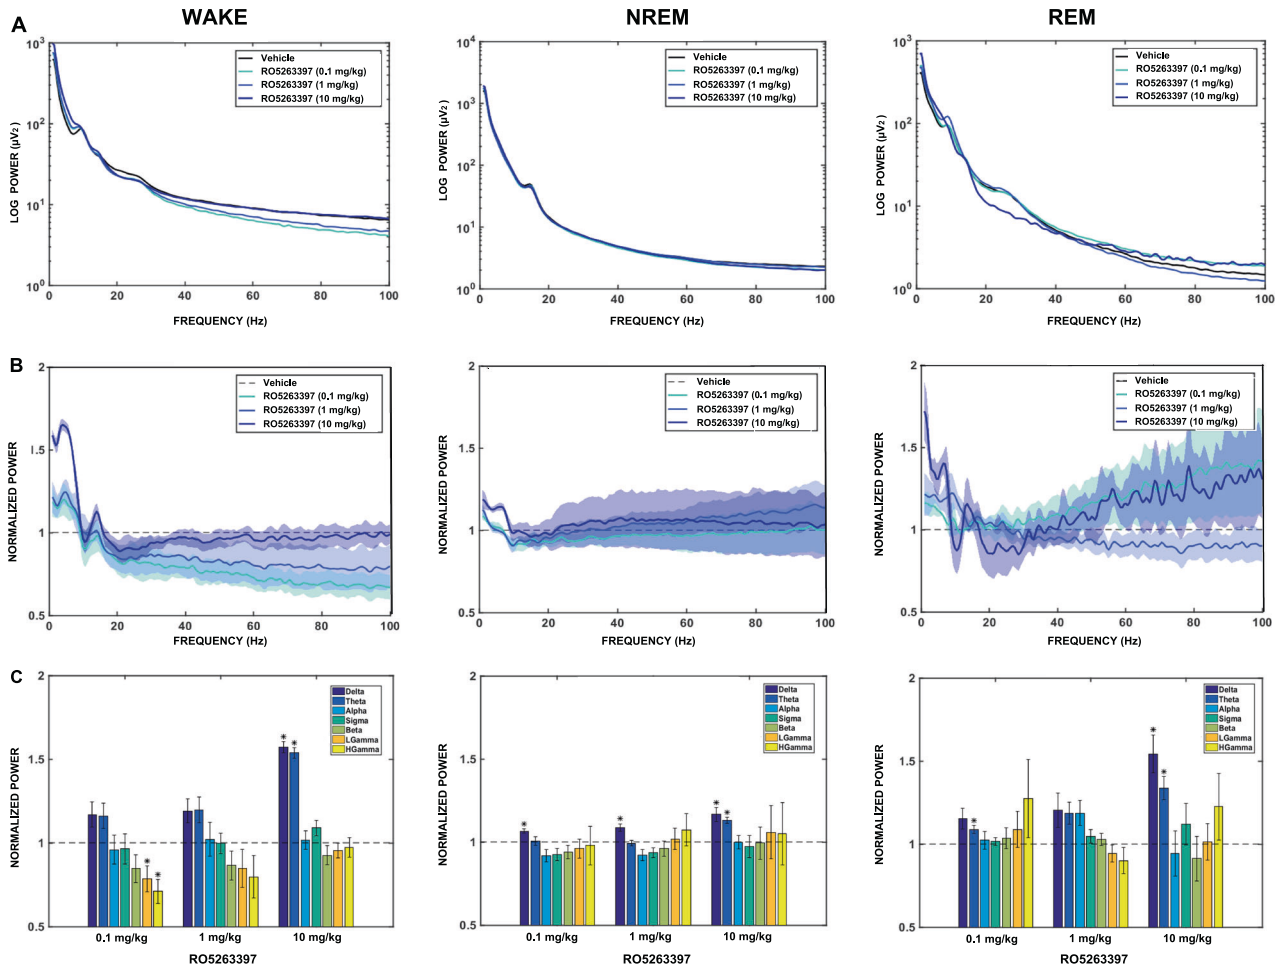 WAKE
NREM
REM
A
LOG POWER (µV2)
10³
10²
10¹
10⁰
0
20
40
60
80
100
FREQUENCY (Hz)
Vehicle
RO5263397 (0.1 mg/kg)
RO5263397 (1 mg/kg)
RO5263397 (10 mg/kg)
LOG POWER (µV2)
10⁴
10³
10²
10¹
10⁰
0
20
40
60
80
100
FREQUENCY (Hz)
Vehicle
RO5263397 (0.1 mg/kg)
RO5263397 (1 mg/kg)
RO5263397 (10 mg/kg)
LOG POWER (µV2)
10³
10²
10¹
10⁰
0
20
40
60
80
100
FREQUENCY (Hz)
Vehicle
RO5263397 (0.1 mg/kg)
RO5263397 (1 mg/kg)
RO5263397 (10 mg/kg)
B
NORMALIZED POWER
2
1.5
1
0.5
0
20
40
60
80
100
FREQUENCY (Hz)
Vehicle
RO5263397 (0.1 mg/kg)
RO5263397 (1 mg/kg)
RO5263397 (10 mg/kg)
NORMALIZED POWER
2
1.5
1
0.5
0
20
40
60
80
100
FREQUENCY (Hz)
Vehicle
RO5263397 (0.1 mg/kg)
RO5263397 (1 mg/kg)
RO5263397 (10 mg/kg)
NORMALIZED POWER
2
1.5
1
0.5
0
20
40
60
80
100
FREQUENCY (Hz)
Vehicle
RO5263397 (0.1 mg/kg)
RO5263397 (1 mg/kg)
RO5263397 (10 mg/kg)
C
NORMALIZED POWER
2
1.5
1
0.5
Delta
Theta
Alpha
Sigma
Beta
LGamma
HGamma
* *
* *
0.1 mg/kg
1 mg/kg
10 mg/kg
RO5263397
NORMALIZED POWER
2
1.5
1
0.5
Delta
Theta
Alpha
Sigma
Beta
LGamma
HGamma
*
*
* *
0.1 mg/kg
1 mg/kg
10 mg/kg
RO5263397
NORMALIZED POWER
2
1.5
1
0.5
Delta
Theta
Alpha
Sigma
Beta
LGamma
HGamma
*
* *
0.1 mg/kg
1 mg/kg
10 mg/kg
RO5263397